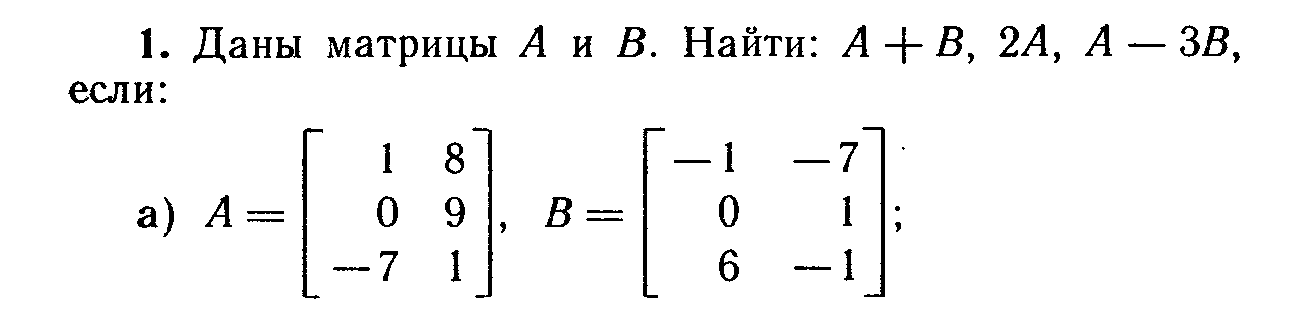 1. Даны матрицы A и B. Найти: A + B, 2A, A — 3B,
если:
а) A = [ 1 8
0 9
— 7 1 ], B = [ — 1 — 7
0 1
6 — 1 ];